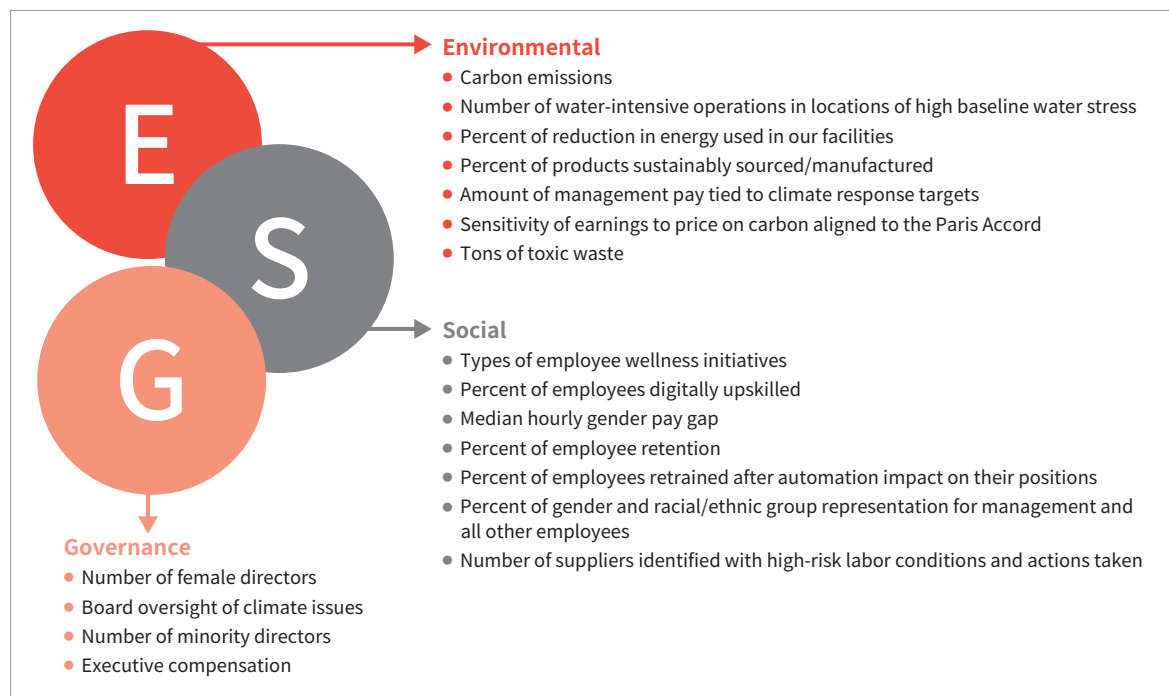 E
Environmental
Carbon emissions
Number of water-intensive operations in locations of high baseline water stress
Percent of reduction in energy used in our facilities
Percent of products sustainably sourced/manufactured
Amount of management pay tied to climate response targets
Sensitivity of earnings to price on carbon aligned to the Paris Accord
Tons of toxic waste
S
Social
Types of employee wellness initiatives
Percent of employees digitally upskilled
Median hourly gender pay gap
Percent of employee retention
Percent of employees retrained after automation impact on their positions
Percent of gender and racial/ethnic group representation for management and
all other employees
Number of suppliers identified with high-risk labor conditions and actions taken
G
Governance
Number of female directors
Board oversight of climate issues
Number of minority directors
Executive compensation